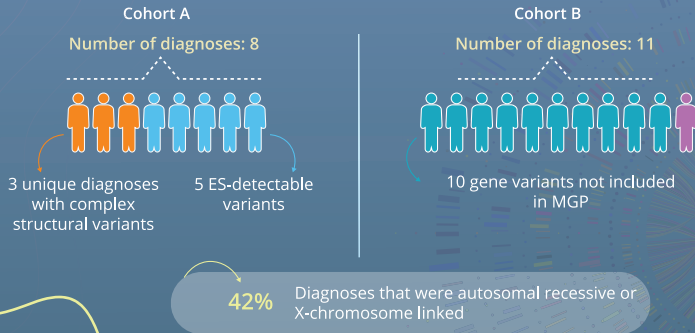 Cohort A
Number of diagnoses: 8
3 unique diagnoses
with complex
structural variants
5 ES-detectable
variants
Cohort B
Number of diagnoses: 11
10 gene variants not included
in MGP
42%
Diagnoses that were autosomal recessive or
X-chromosome linked